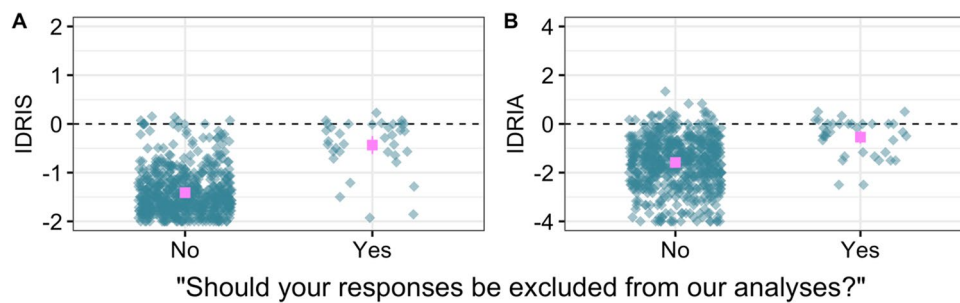 A
IDRIS
2
1
0
-1
-2
No Yes
B
IDRIA
4
2
0
-2
-4
No Yes
"Should your responses be excluded from our analyses?"